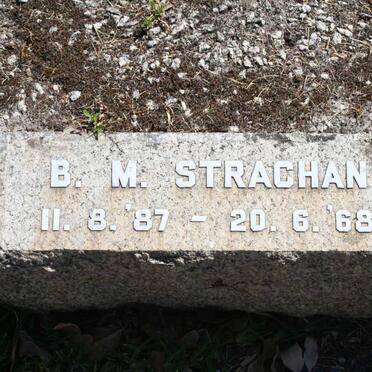 B. M. STRACHAN
11. 8. '87 - 20. 6. '68